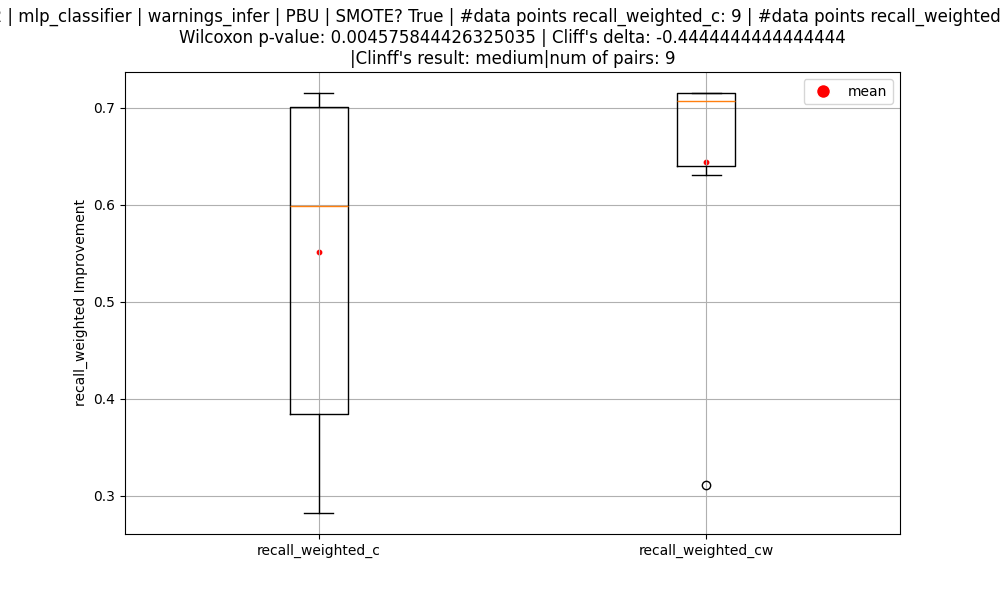 | mlp_classifier | warnings_infer | PBU | SMOTE? True | #data points recall_weighted_c: 9 | #data points recall_weighted
Wilcoxon p-value: 0.004575844426325035 | Cliff's delta: -0.4444444444444444
|Clinff's result: medium|num of pairs: 9
mean
0.7
0.6
0.5
0.4
0.3
recall_weighted Improvement
recall_weighted_c
recall_weighted_cw